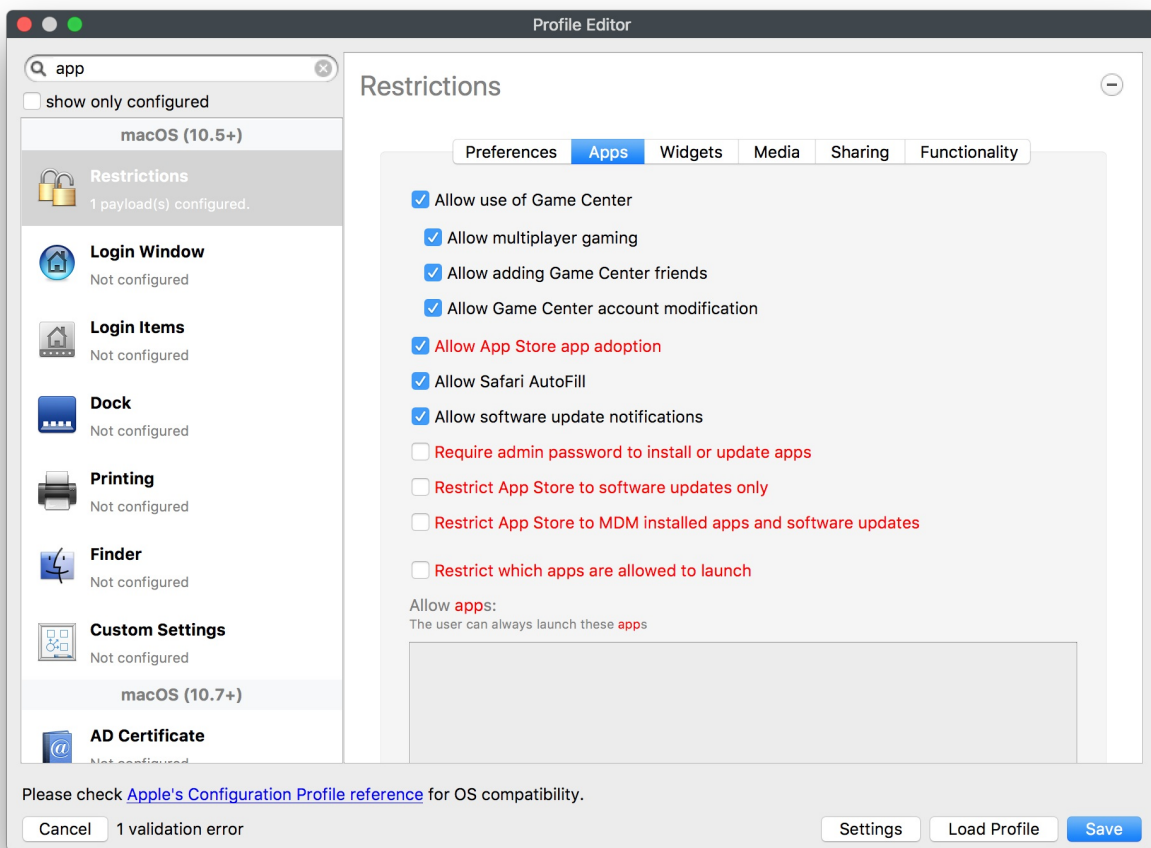 Profile Editor
app
show only configured
macOS (10.5+)
Restrictions
1 payload(s) configured.
Login Window
Not configured
Login Items
Not configured
Dock
Not configured
Printing
Not configured
Finder
Not configured
Custom Settings
Not configured
macOS (10.7+)
AD Certificate
Not configured
Restrictions
Preferences Apps Widgets Media Sharing Functionality
Allow use of Game Center
Allow multiplayer gaming
Allow adding Game Center friends
Allow Game Center account modification
Allow App Store app adoption
Allow Safari AutoFill
Allow software update notifications
Require admin password to install or update apps
Restrict App Store to software updates only
Restrict App Store to MDM installed apps and software updates
Restrict which apps are allowed to launch
Allow apps:
The user can always launch these apps
Please check Apple's Configuration Profile reference for OS compatibility.
Cancel 1 validation error Settings Load Profile Save